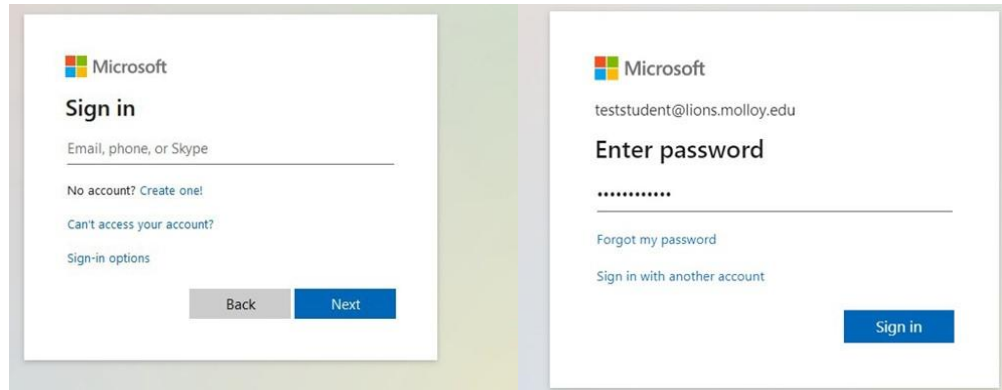 Microsoft
Sign in
Email, phone, or Skype
No account? Create one!
Can't access your account?
Sign-in options
Back
Next
Microsoft
teststudent@lions.molloy.edu
Enter password
••••••••••••
Forgot my password
Sign in with another account
Sign in